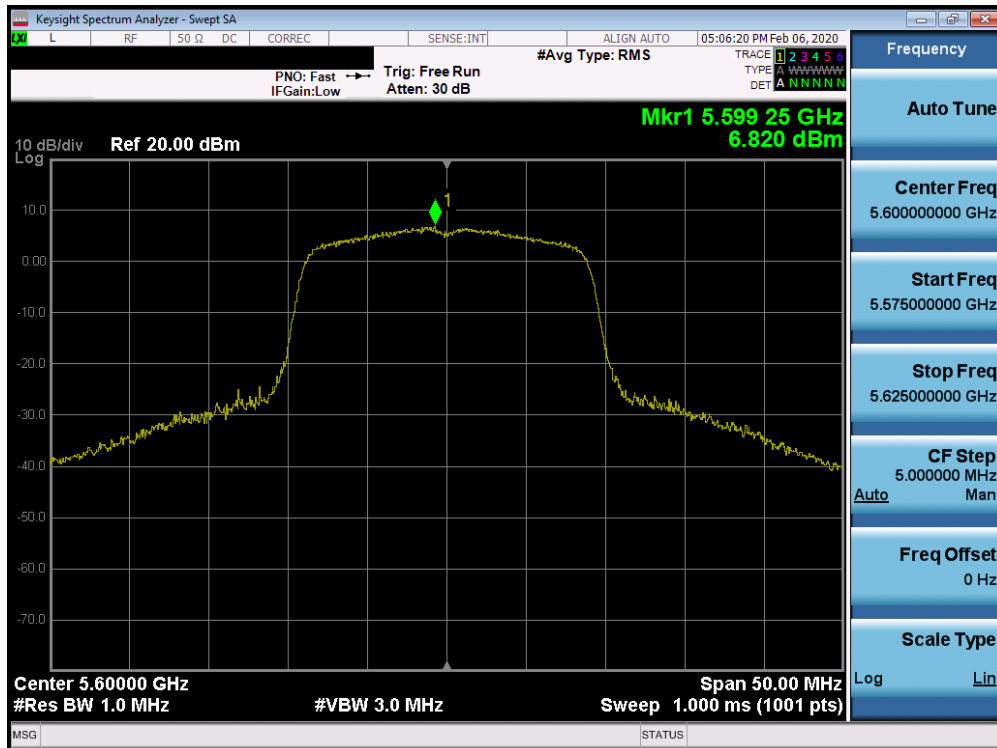 Keysight Spectrum Analyzer - Swept SA
LXI L RF 50 Ω DC CORREC SENSE:INT ALIGN AUTO 05:06:20 PM Feb 06, 2020
PNO: Fast
IFGain:Low
Trig: Free Run
Atten: 30 dB
#Avg Type: RMS
TRACE 1 2 3 4 5 6
TYPE A WWWWWW
DET A N N N N N
Mkr1 5.599 25 GHz
6.820 dBm
10 dB/div
Log
Ref 20.00 dBm
1
10.0
0.00
-10.0
-20.0
-30.0
-40.0
-50.0
-60.0
-70.0
Center 5.60000 GHz
#Res BW 1.0 MHz
#VBW 3.0 MHz
Span 50.00 MHz
Sweep 1.000 ms (1001 pts)
MSG
STATUS
Frequency
Auto Tune
Center Freq
5.600000000 GHz
Start Freq
5.575000000 GHz
Stop Freq
5.625000000 GHz
CF Step
5.000000 MHz
Auto Man
Freq Offset
0 Hz
Scale Type
Log Lin